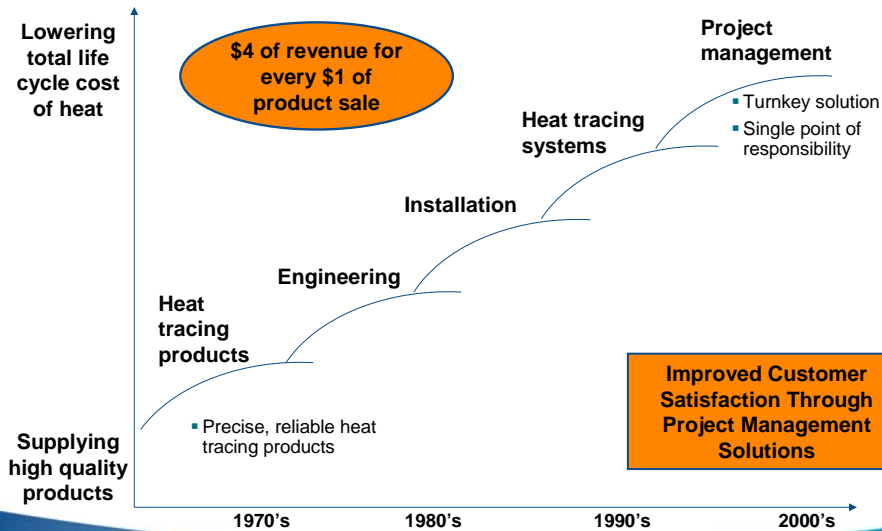 Lowering
total life
cycle cost
of heat
$4 of revenue for
every $1 of
product sale
Project
management
▪ Turnkey solution
▪ Single point of
responsibility
Heat tracing
systems
Installation
Engineering
Heat
tracing
products
▪ Precise, reliable heat
tracing products
Improved Customer
Satisfaction Through
Project Management
Solutions
Supplying
high quality
products
1970's
1980's
1990's
2000's